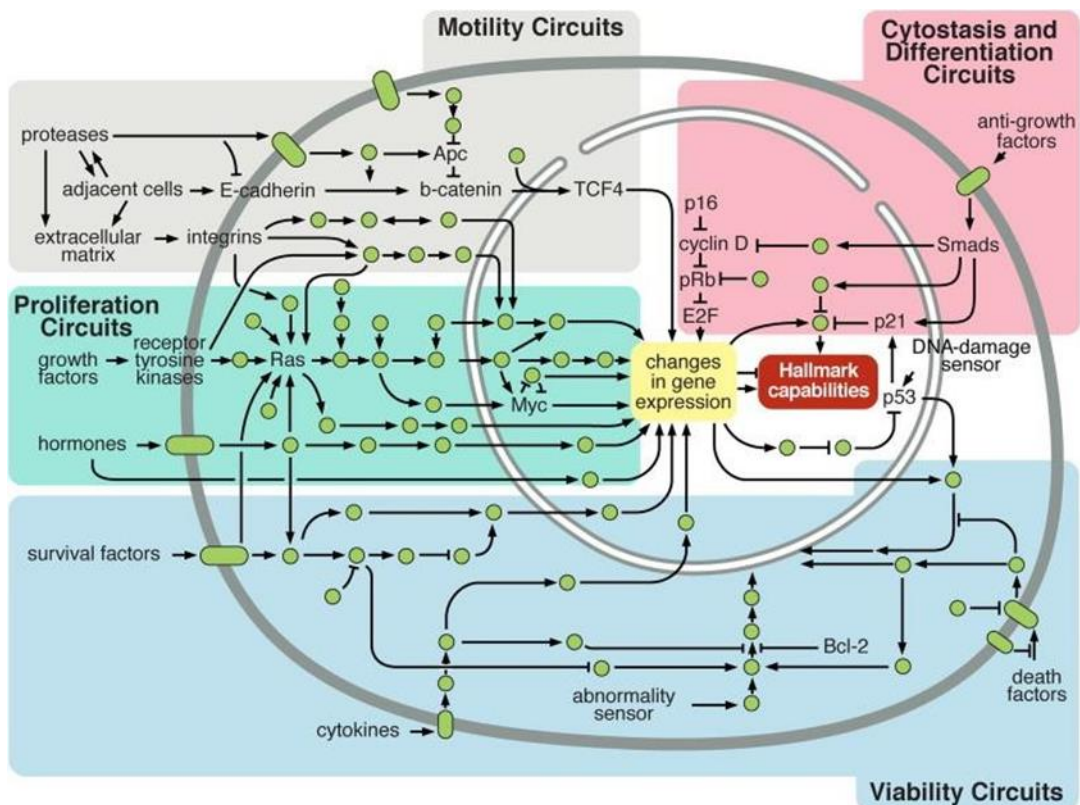 Motility Circuits
Cytostasis and
Differentiation
Circuits
proteases
anti-growth
factors
Apc
adjacent cells
E-cadherin
b-catenin
TCF4
p16
extracellular
matrix
integrins
cyclin D
Smads
pRb
Proliferation
Circuits
E2F
p21
growth
factors
receptor
tyrosine
kinases
Ras
changes
in gene
expression
Hallmark
capabilities
DNA-damage
sensor
p53
Myc
hormones
survival factors
Bcl-2
abnormality
sensor
death
factors
cytokines
Viability Circuits